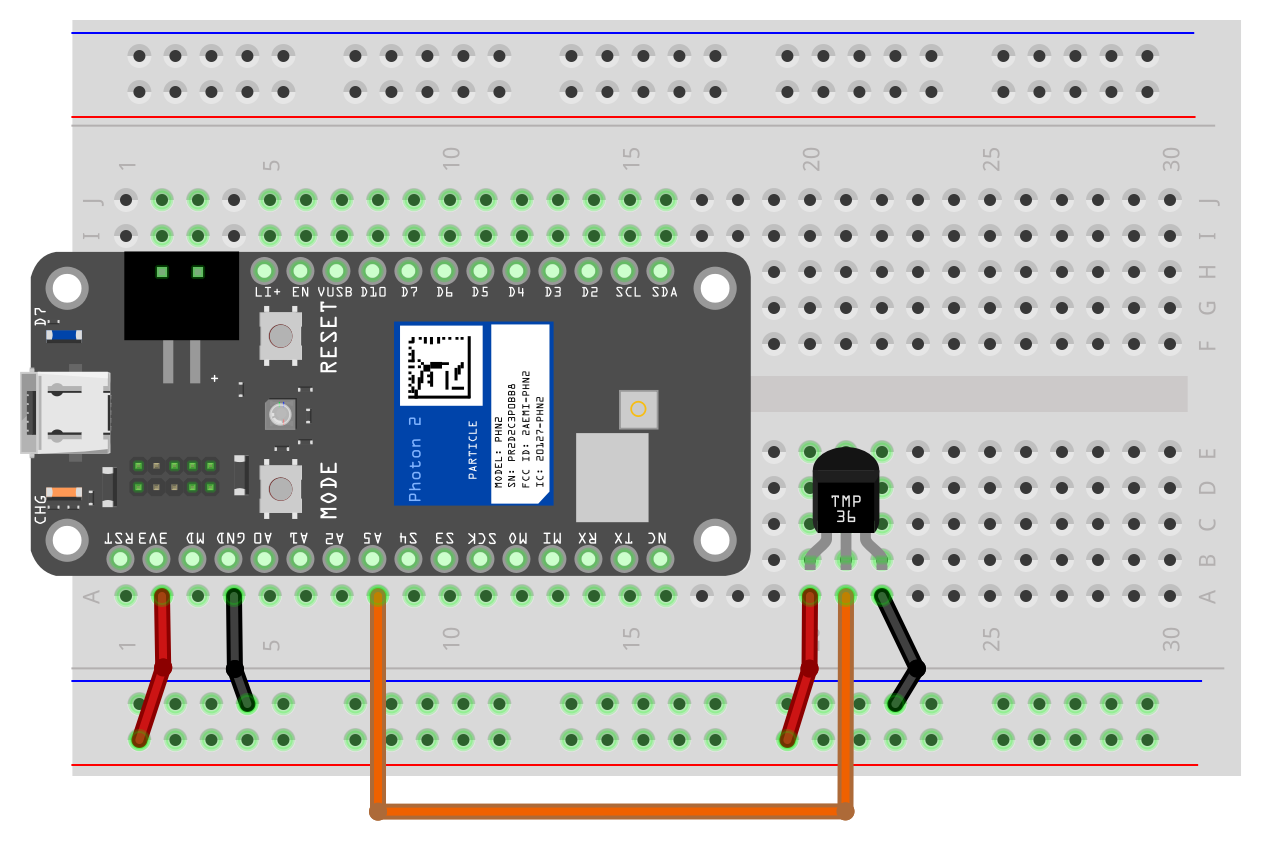 1 5 10 15 20 25 30
J J
I I
H
G
F
LI+ EN VUSB D10 D7 D6 D5 D4 D3 D2 SCL SDA
D7
RESET
+
Photon 2
PARTICLE
MODEL: PHN2
SN: PR2D2C3POBB8
FCC ID: 2AEMI-PHN2
IC: 20127-PHN2
CHG
MODE
E
D
C
B
TMP
36
RST 3V3 MD GND A0 A1 A2 A5 S4 S3 SCK MO MI RX TX NC
A A
1 5 10 15 25 30